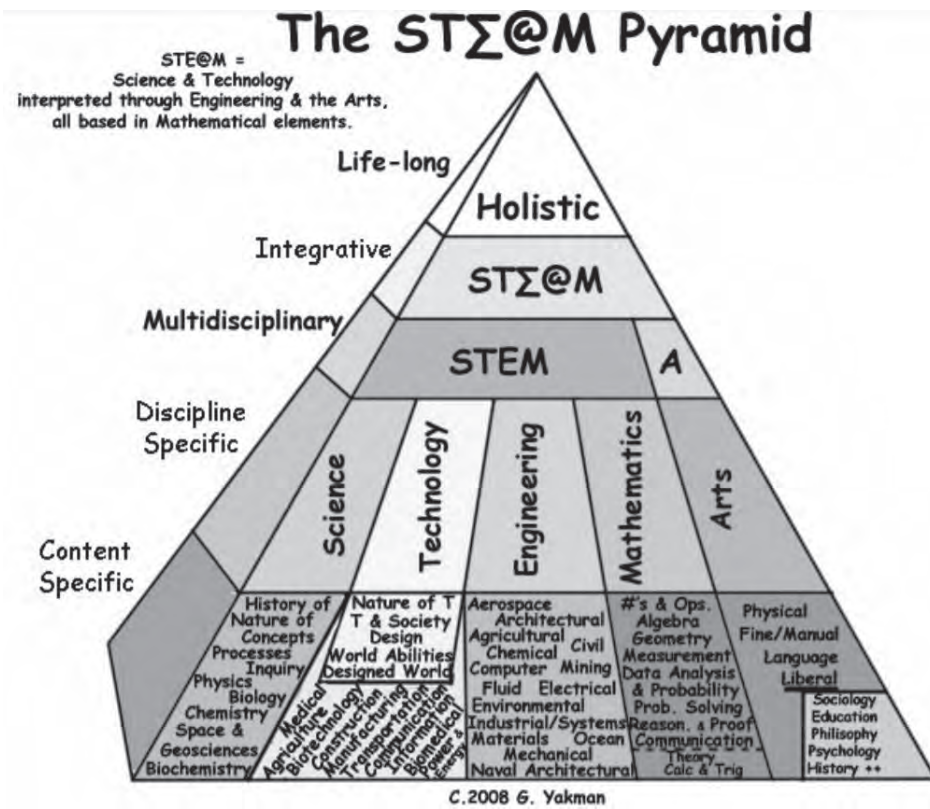 The ST∑@M Pyramid
STE@M =
Science & Technology
interpreted through Engineering & the Arts,
all based in Mathematical elements.
Life-long
Holistic
Integrative
ST∑@M
Multidisciplinary
STEM
A
Discipline
Specific
Science
Technology
Engineering
Mathematics
Arts
Content
Specific
History of
Nature of
Concepts
Processes
Inquiry
Physics
Biology
Chemistry
Space &
Geosciences
Biochemistry
Nature of T
T & Society
Design
World Abilities
Designed World
Medical
Agriculture
Biotechnology
Construction
Manufacturing
Transportation
Communication
Information
Biomedical
Power &
Energy
Aerospace
Architectural
Agricultural
Chemical Civil
Computer Mining
Fluid Electrical
Environmental
Industrial/Systems
Materials Ocean
Mechanical
Naval Architectural
#'s & Ops.
Algebra
Geometry
Measurement
Data Analysis
& Probability
Prob. Solving
Reason. & Proof
Communication
Theory
Calc & Trig
Physical
Fine/Manual
Language
Liberal
Sociology
Education
Philisophy
Psychology
History ++
C.2008 G. Yakman